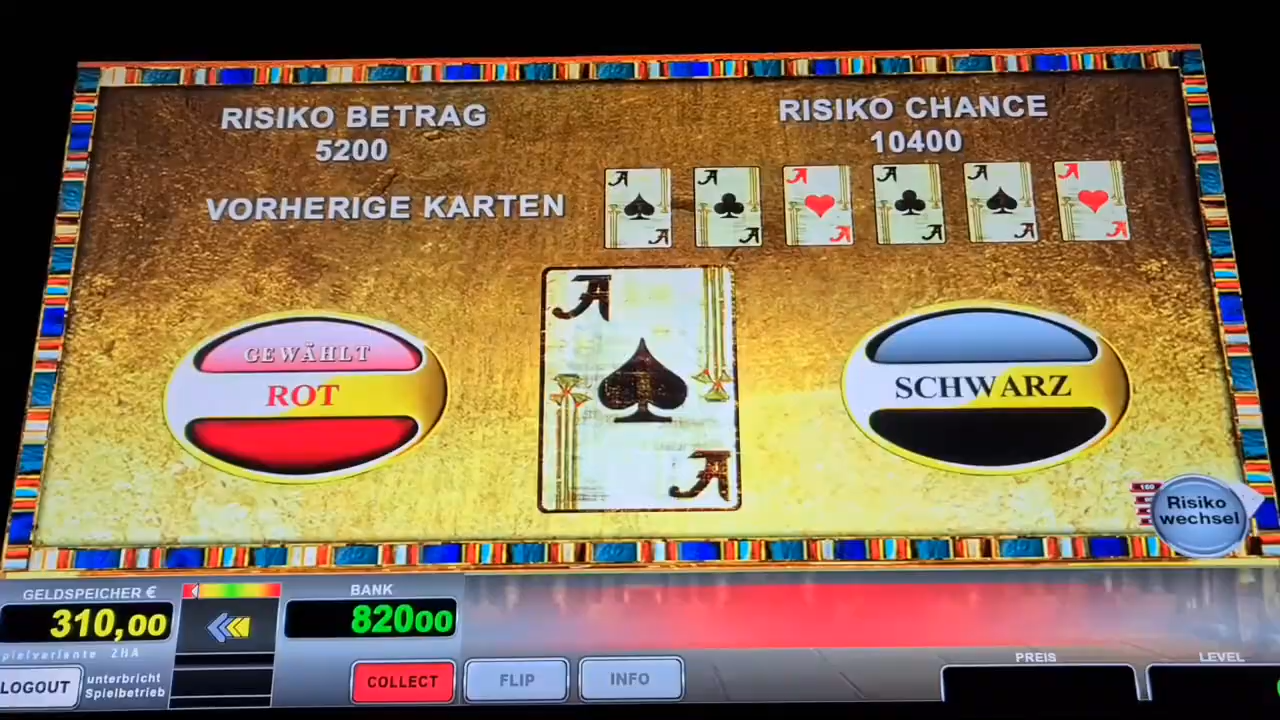 RISIKO BETRAG
5200
RISIKO CHANCE
10400
VORHERIGE KARTEN
A A
A A
A A
A A
A A
A A
A
A
GEWÄHLT
ROT
SCHWARZ
Risiko
wechsel
GELDSPEICHER €
310,00
BANK
82000
LOGOUT
unterbricht
Spielbetrieb
COLLECT
FLIP
INFO
PREIS
LEVEL